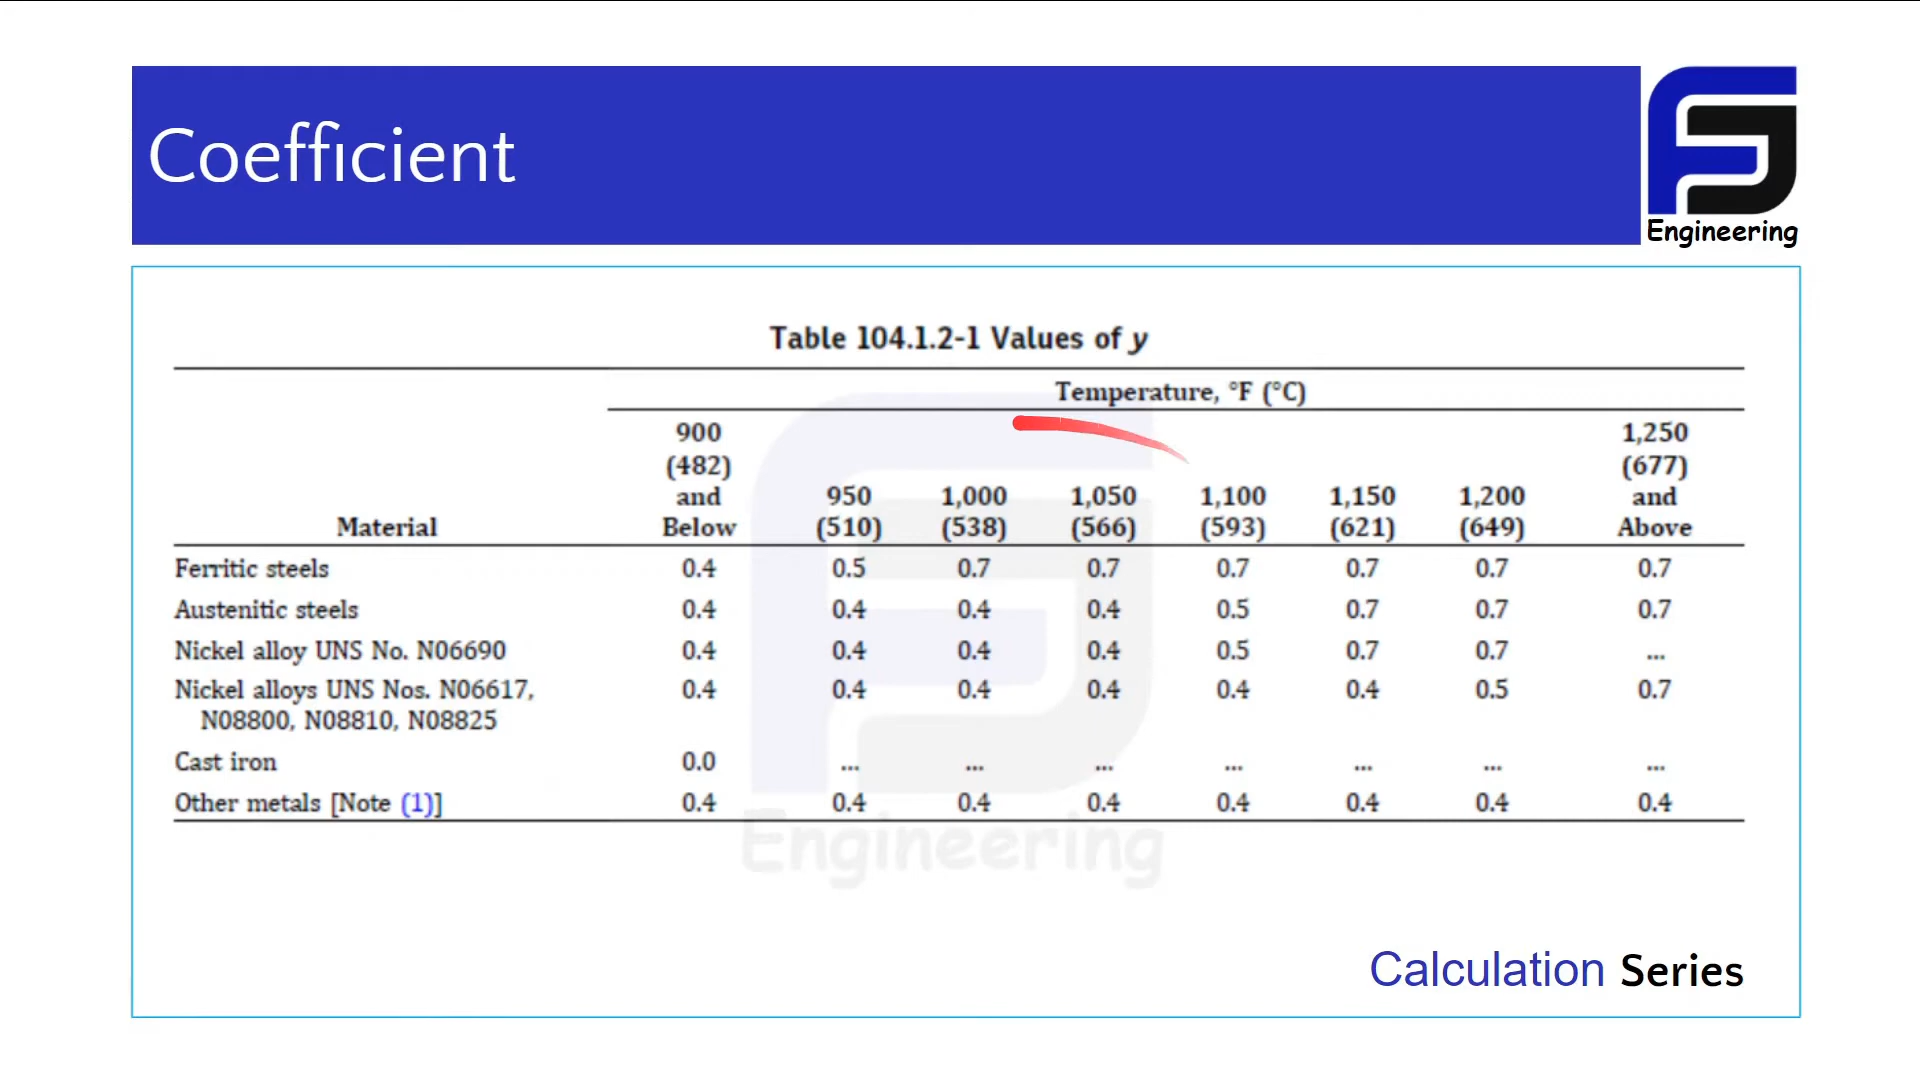 Coefficient
Engineering
Table 104.1.2-1 Values of y
Temperature, °F (°C)
Material 900 (482) and Below 950 (510) 1,000 (538) 1,050 (566) 1,100 (593) 1,150 (621) 1,200 (649) 1,250 (677) and Above
Ferritic steels 0.4 0.5 0.7 0.7 0.7 0.7 0.7 0.7
Austenitic steels 0.4 0.4 0.4 0.4 0.5 0.7 0.7 0.7
Nickel alloy UNS No. N06690 0.4 0.4 0.4 0.4 0.5 0.7 0.7 ...
Nickel alloys UNS Nos. N06617, 0.4 0.4 0.4 0.4 0.4 0.4 0.5 0.7
N08800, N08810, N08825
Cast iron 0.0 ... ... ... ... ... ... ...
Other metals [Note (1)] 0.4 0.4 0.4 0.4 0.4 0.4 0.4 0.4
Engineering
Calculation Series